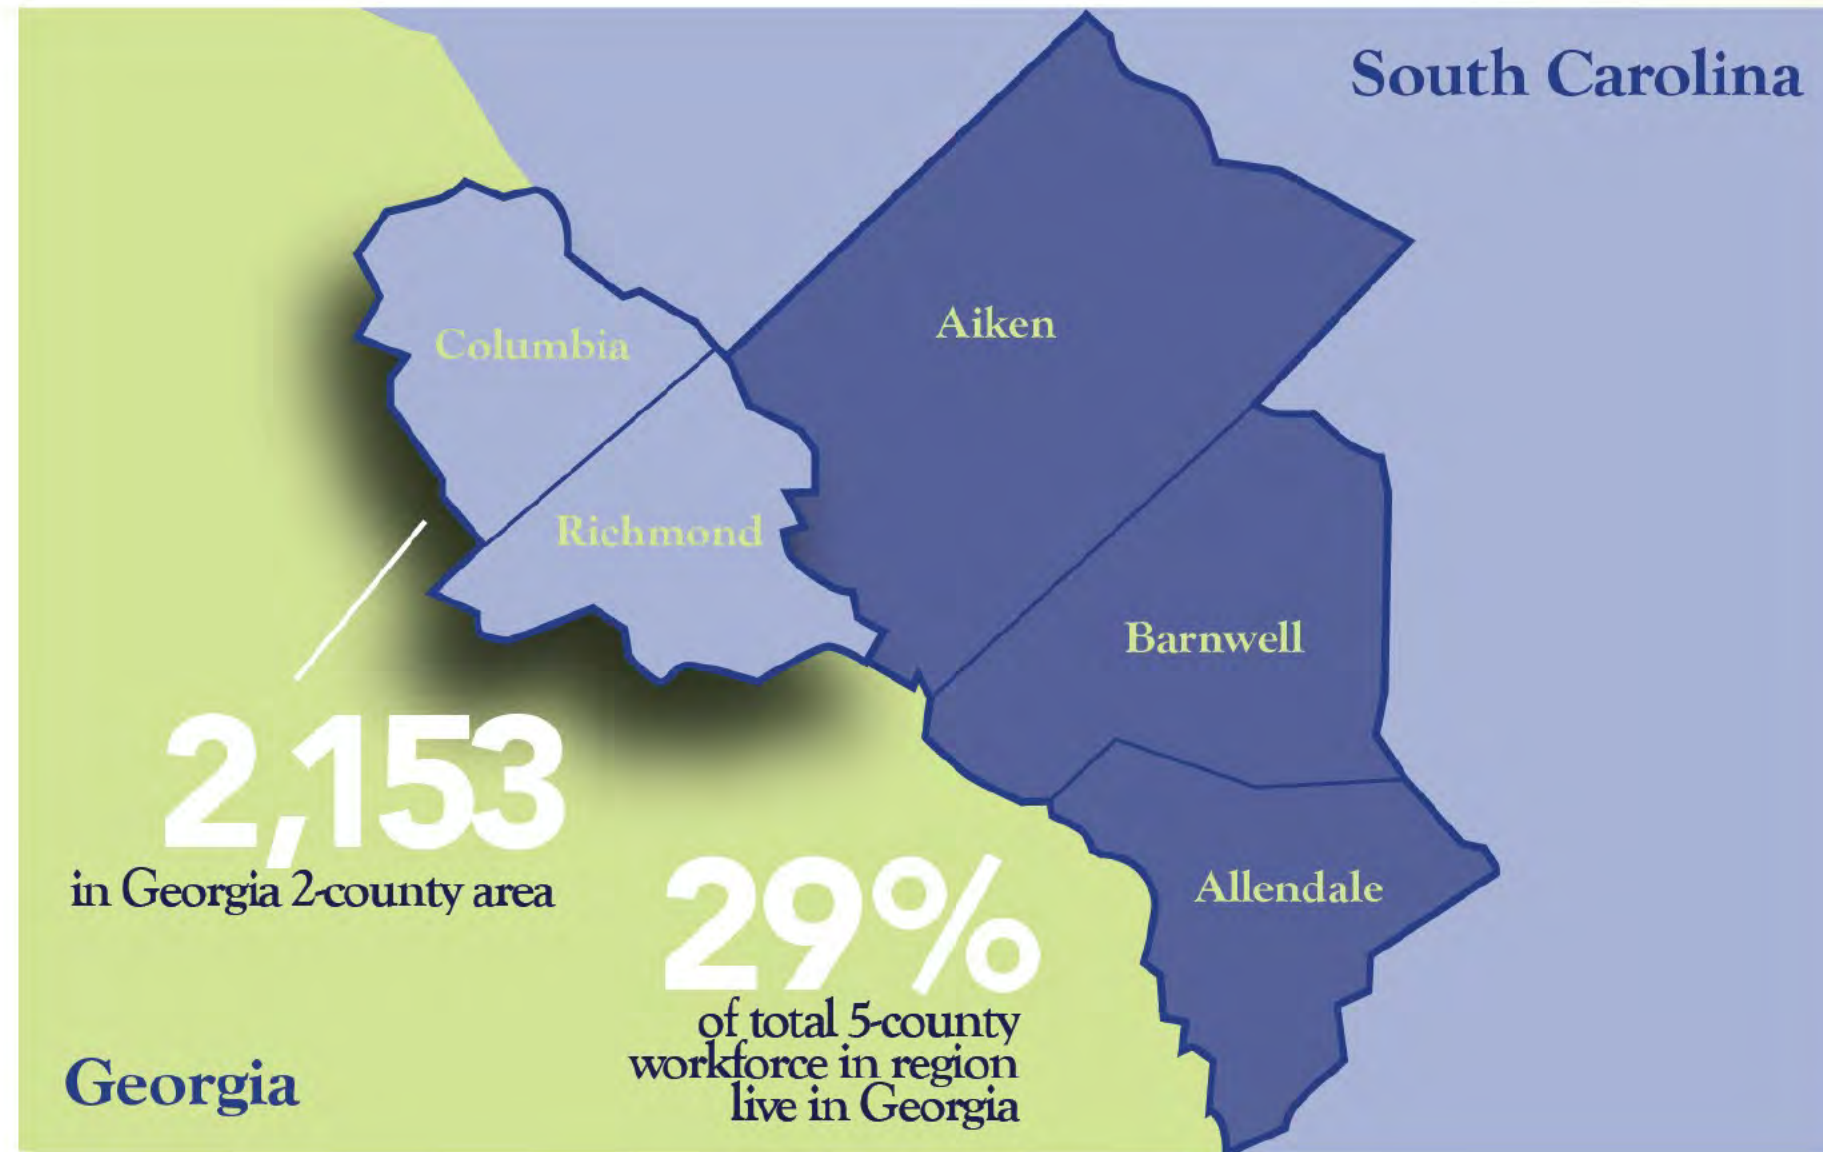 South Carolina
Aiken
Columbia
Richmond
Barnwell
2,153
in Georgia 2-county area
Allendale
29%
of total 5-county
workforce in region
live in Georgia
Georgia